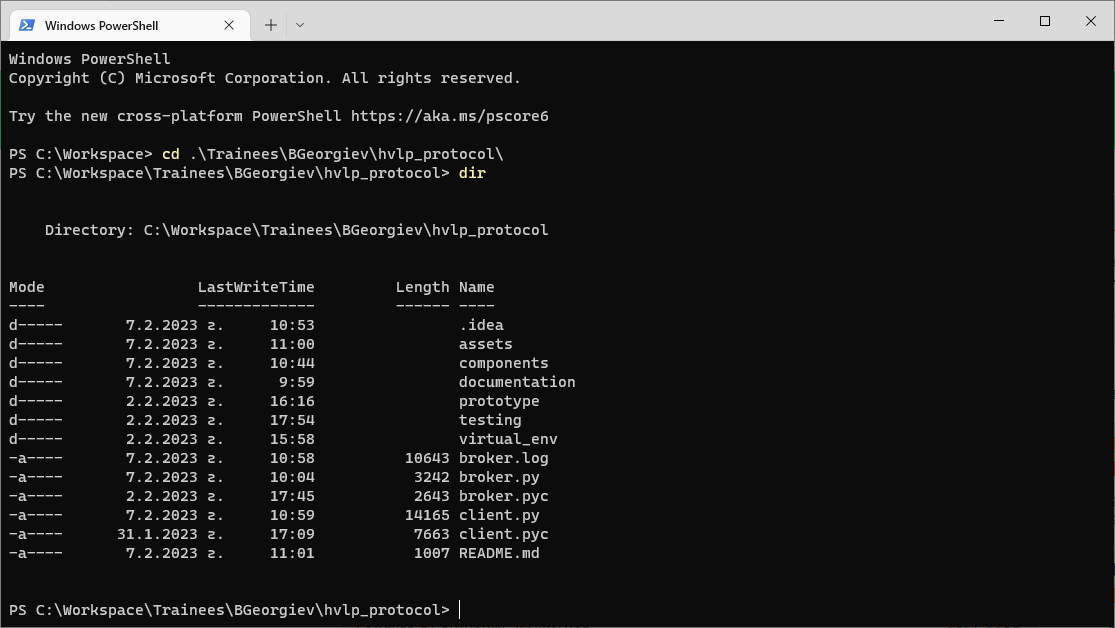 Windows PowerShell
Windows PowerShell
Copyright (C) Microsoft Corporation. All rights reserved.
Try the new cross-platform PowerShell https://aka.ms/pscore6
PS C:\Workspace> cd .\Trainees\BGeorgiev\hvlp_protocol\
PS C:\Workspace\Trainees\BGeorgiev\hvlp_protocol> dir
    Directory: C:\Workspace\Trainees\BGeorgiev\hvlp_protocol
Mode                 LastWriteTime         Length Name
----                 -------------         ------ ----
d-----       7.2.2023 г.     10:53                .idea
d-----       7.2.2023 г.     11:00                assets
d-----       7.2.2023 г.     10:44                components
d-----       7.2.2023 г.      9:59                documentation
d-----       2.2.2023 г.     16:16                prototype
d-----       2.2.2023 г.     17:54                testing
d-----       2.2.2023 г.     15:58                virtual_env
-a----       7.2.2023 г.     10:58          10643 broker.log
-a----       7.2.2023 г.     10:04           3242 broker.py
-a----       2.2.2023 г.     17:45           2643 broker.pyc
-a----       7.2.2023 г.     10:59          14165 client.py
-a----      31.1.2023 г.     17:09           7663 client.pyc
-a----       7.2.2023 г.     11:01           1007 README.md
PS C:\Workspace\Trainees\BGeorgiev\hvlp_protocol>